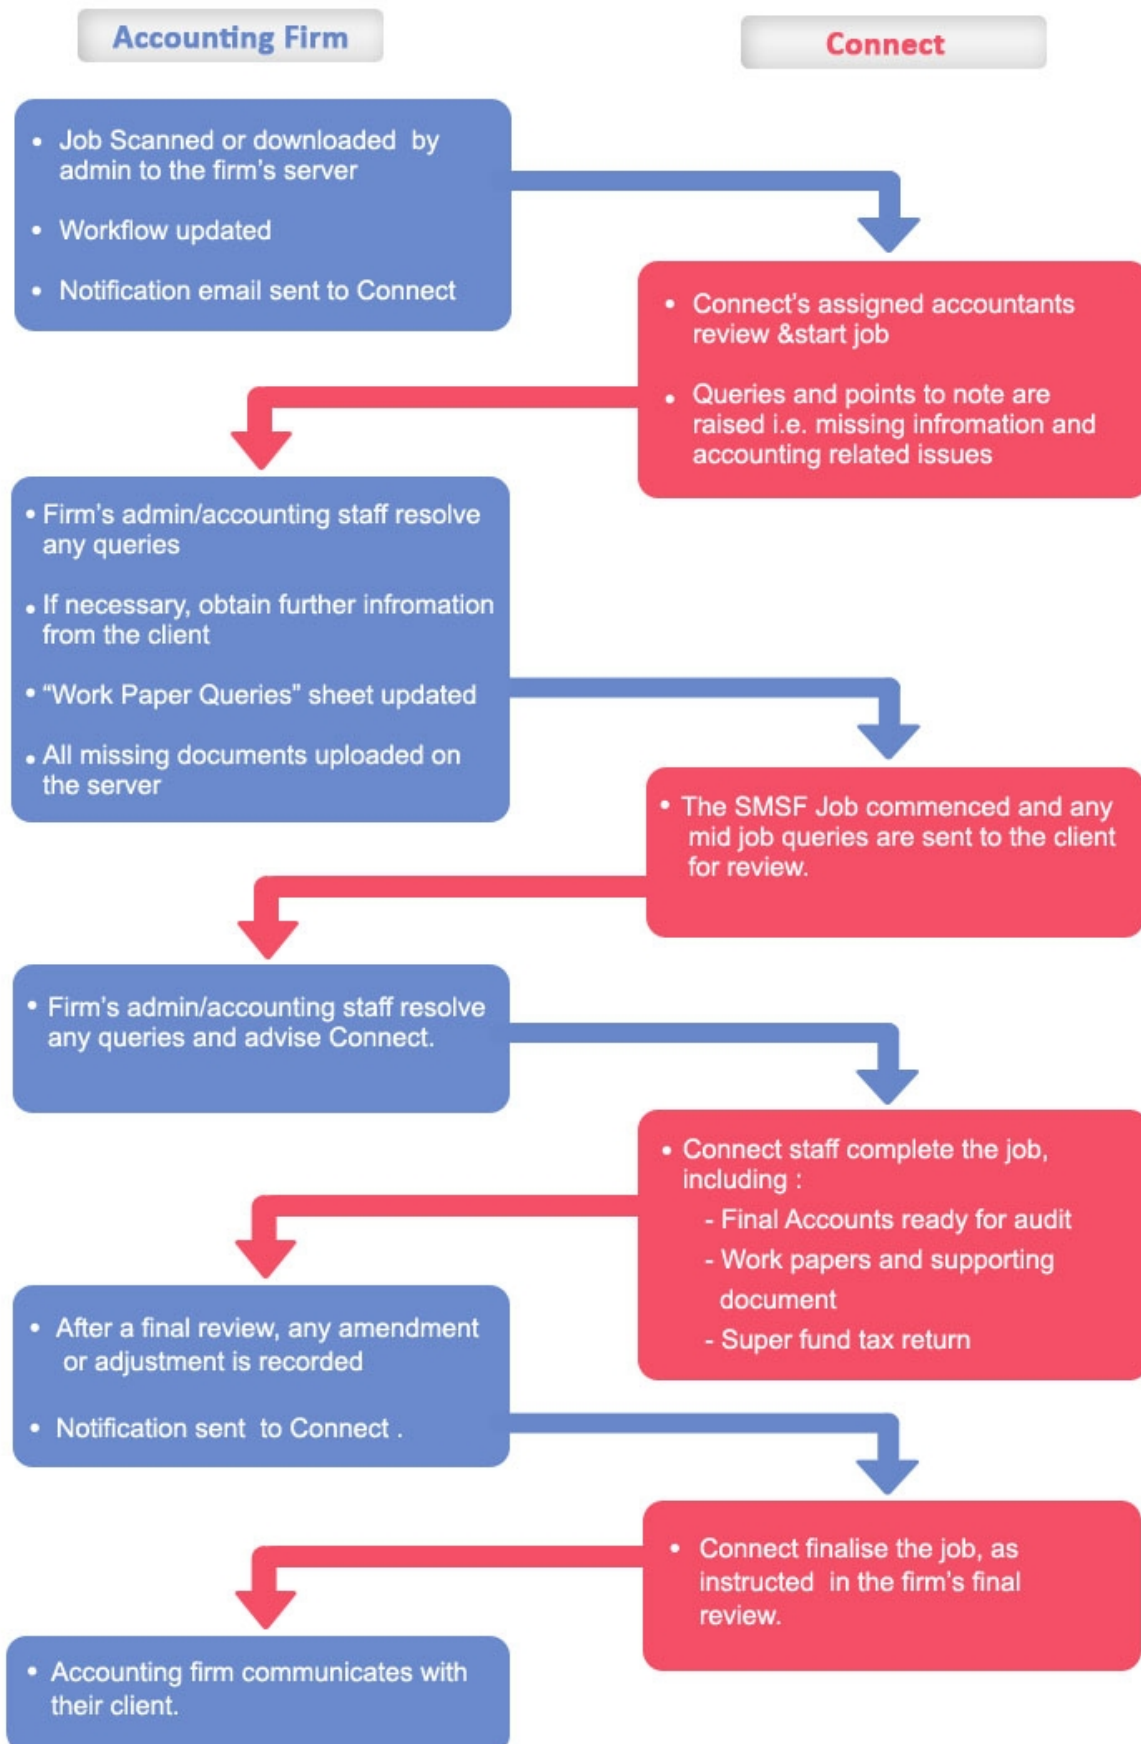 Accounting Firm
Connect
• Job Scanned or downloaded by
admin to the firm's server
• Workflow updated
• Notification email sent to Connect
• Connect's assigned accountants
review &start job
• Queries and points to note are
raised i.e. missing infromation and
accounting related issues
• Firm's admin/accounting staff resolve
any queries
• If necessary, obtain further infromation
from the client
• “Work Paper Queries” sheet updated
• All missing documents uploaded on
the server
• The SMSF Job commenced and any
mid job queries are sent to the client
for review.
• Firm's admin/accounting staff resolve
any queries and advise Connect.
• Connect staff complete the job,
including :
- Final Accounts ready for audit
- Work papers and supporting
document
- Super fund tax return
• After a final review, any amendment
or adjustment is recorded
• Notification sent to Connect .
• Connect finalise the job, as
instructed in the firm's final
review.
• Accounting firm communicates with
their client.